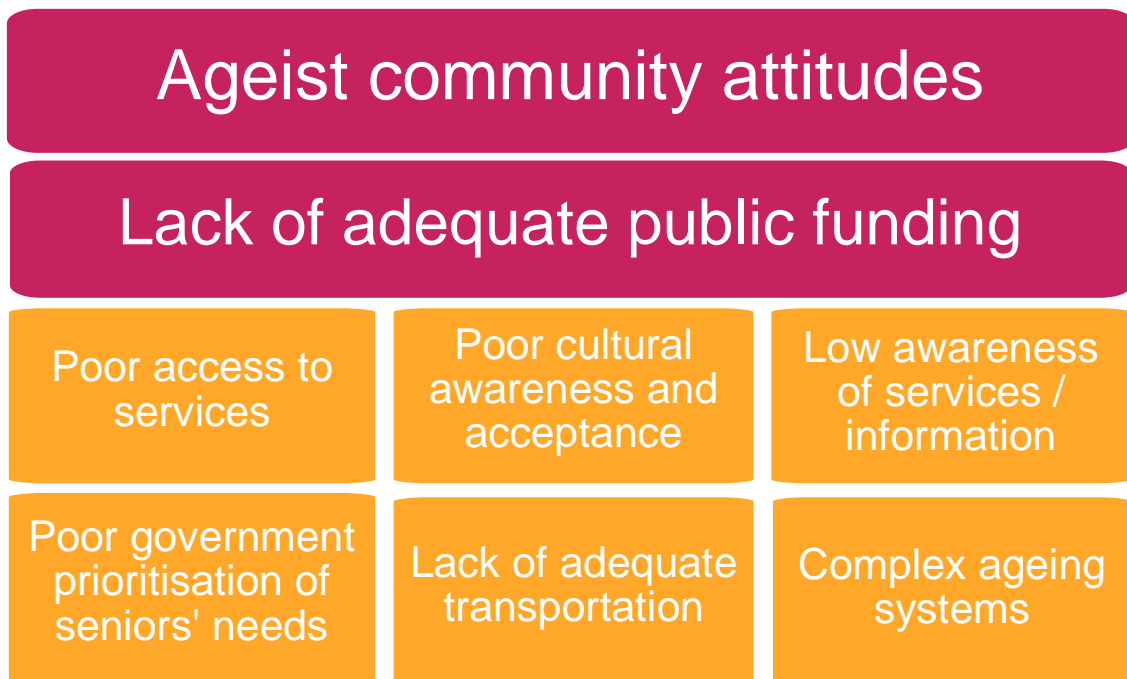 Ageist community attitudes
Lack of adequate public funding
Poor access to
services
Poor cultural
awareness and
acceptance
Low awareness
of services /
information
Poor government
prioritisation of
seniors' needs
Lack of adequate
transportation
Complex ageing
systems